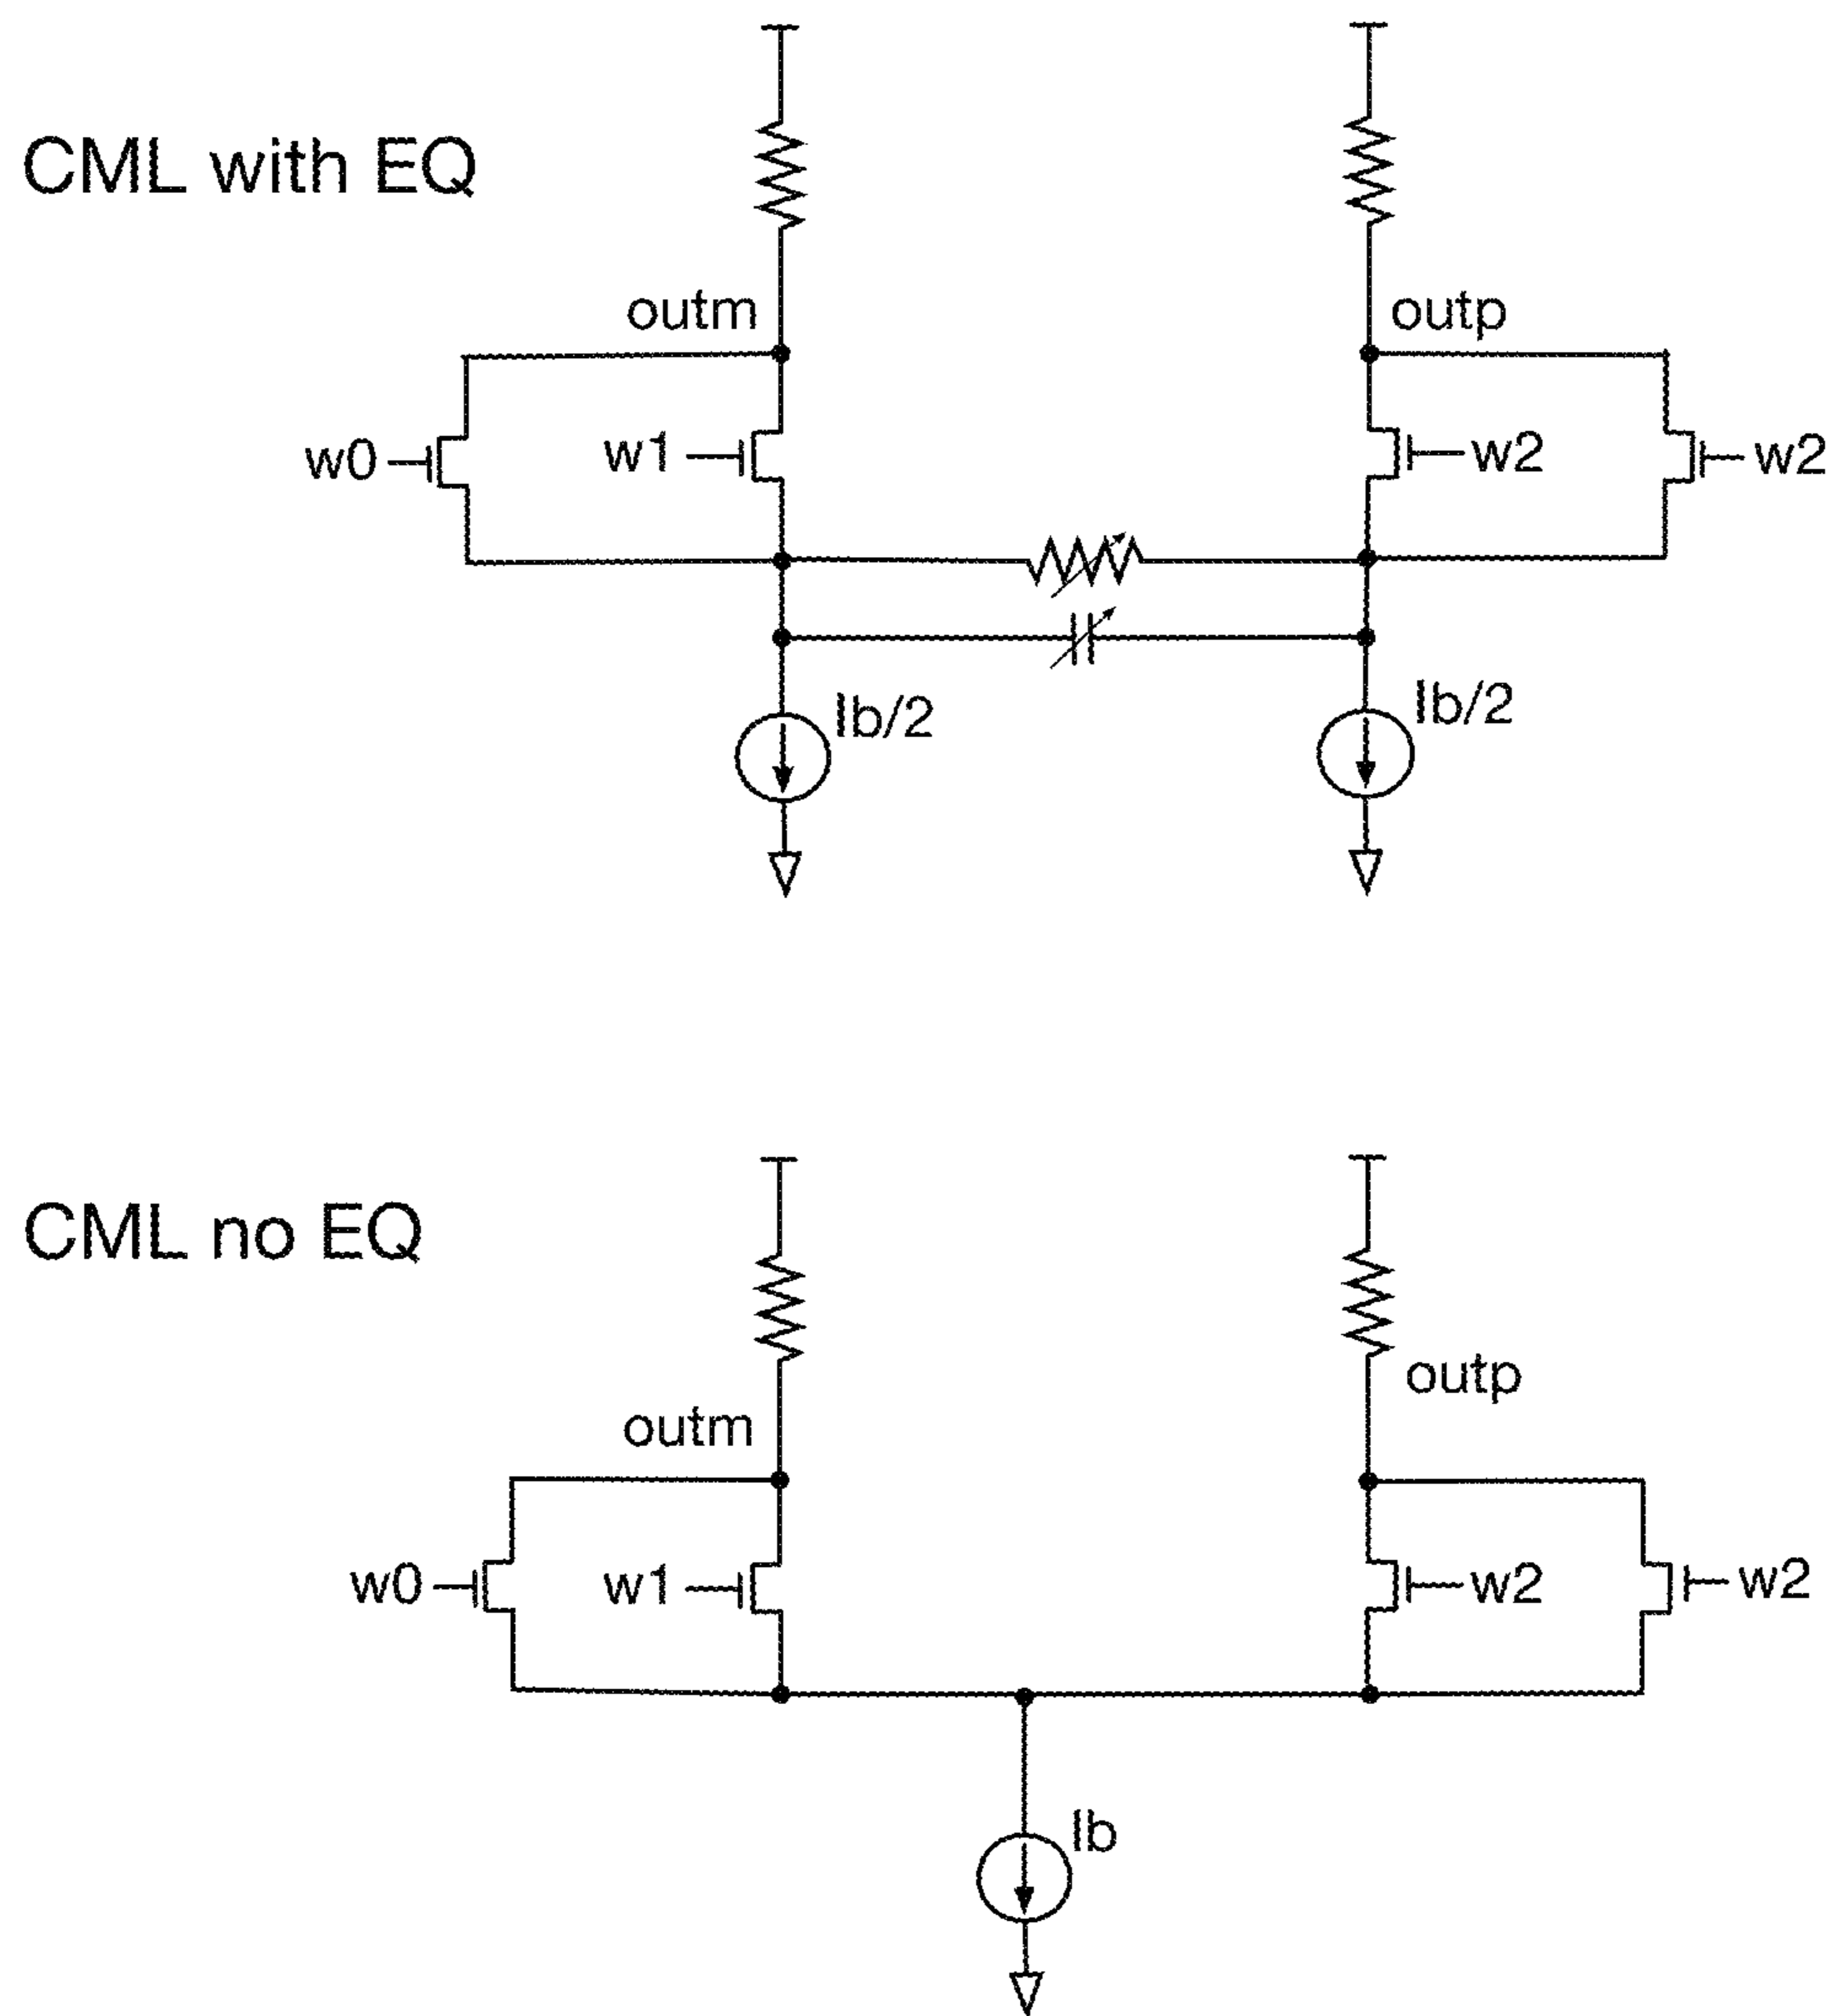 CML with EQ
outm
outp
w0
w1
w2
w2
Ib/2
Ib/2
CML no EQ
outp
outm
w0
w1
w2
w2
Ib